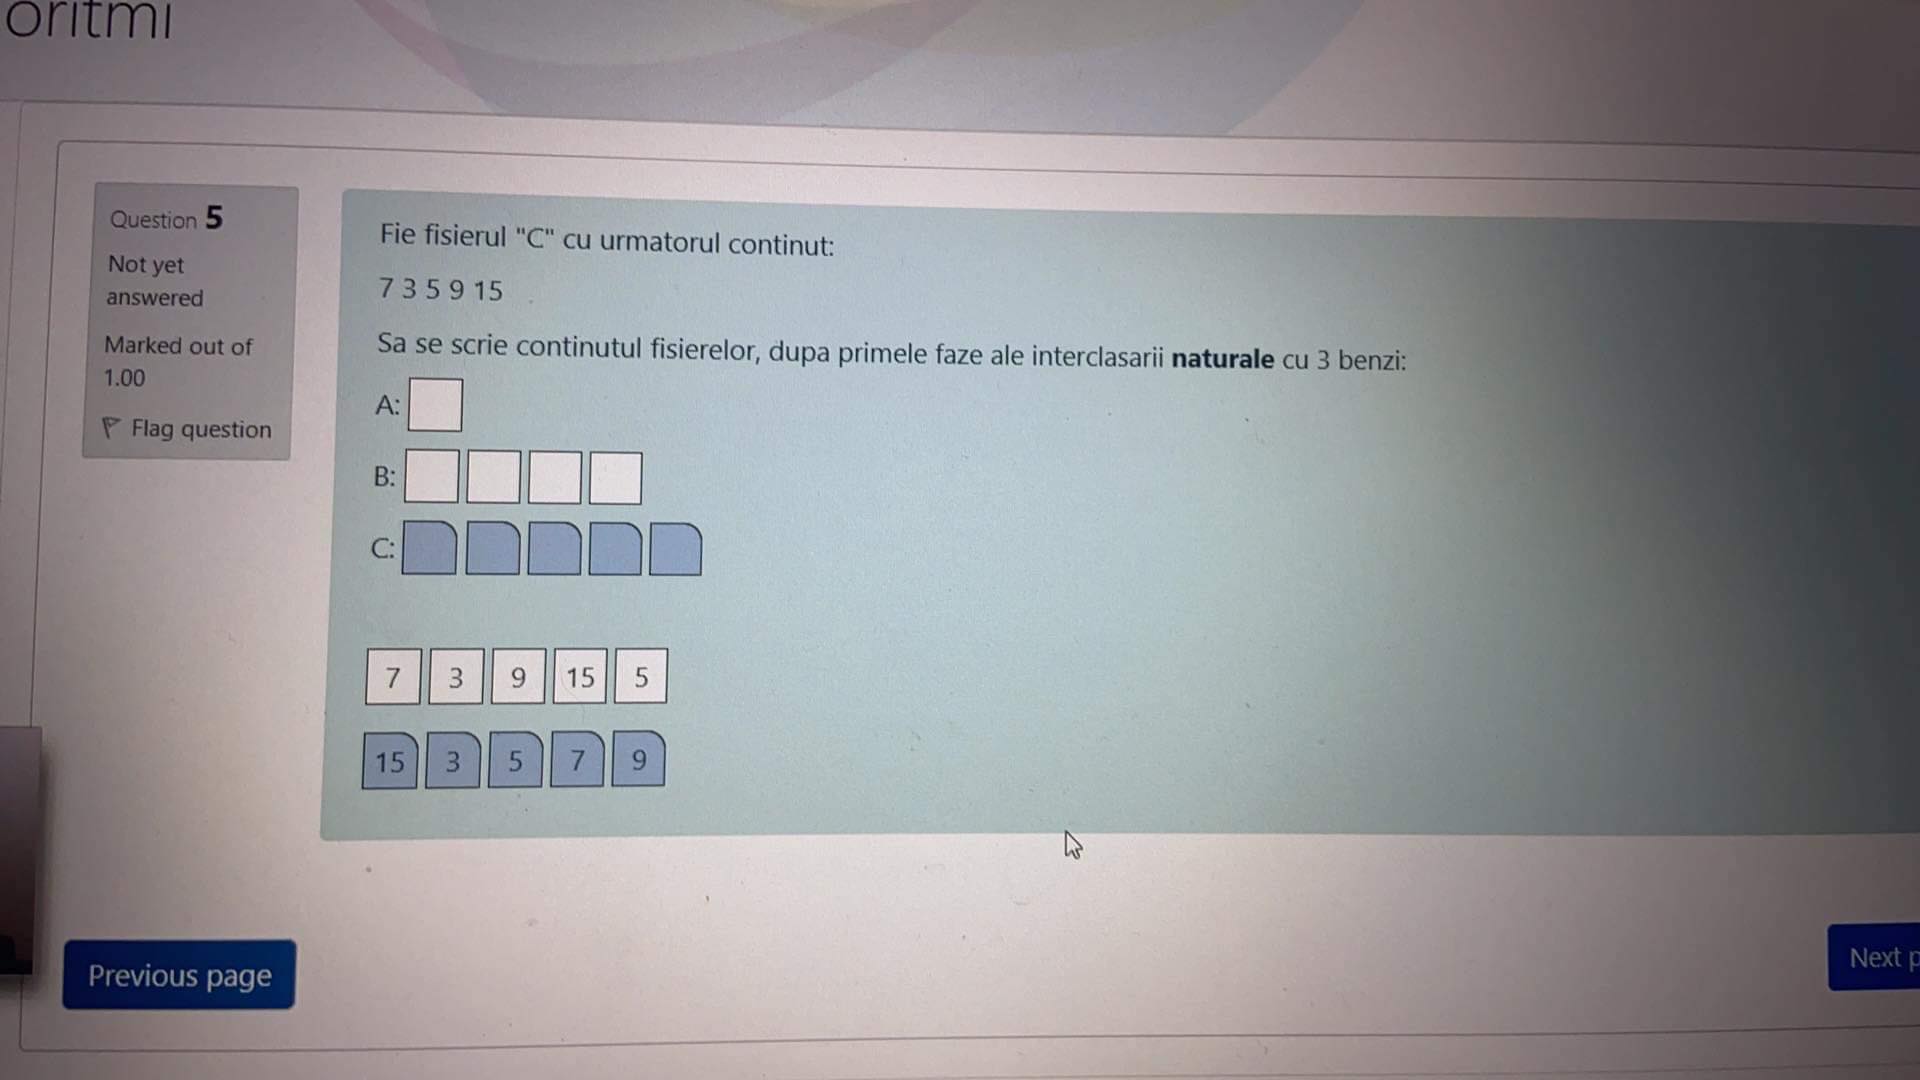 oritmi
Question 5
Not yet
answered
Marked out of
1.00
Flag question
Fie fisierul "C" cu urmatorul continut:
7 3 5 9 15
Sa se scrie continutul fisierelor, dupa primele faze ale interclasarii naturale cu 3 benzi:
A:
B:
C:
7 3 9 15 5
15 3 5 7 9
Previous page
Next p